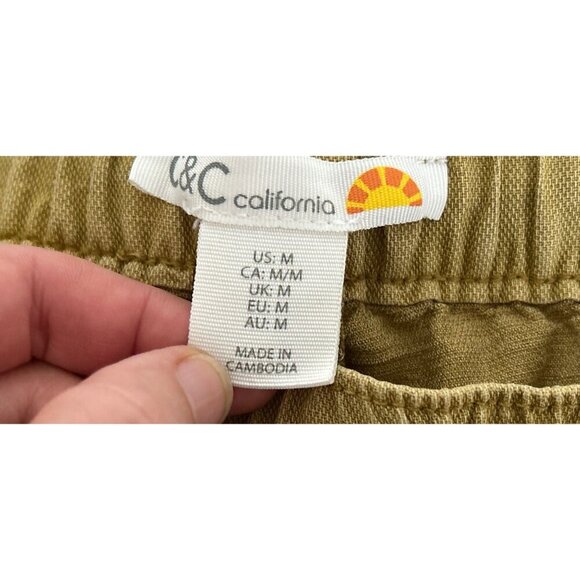 C&C california
US: M
CA: M/M
UK: M
EU: M
AU: M
MADE IN
CAMBODIA